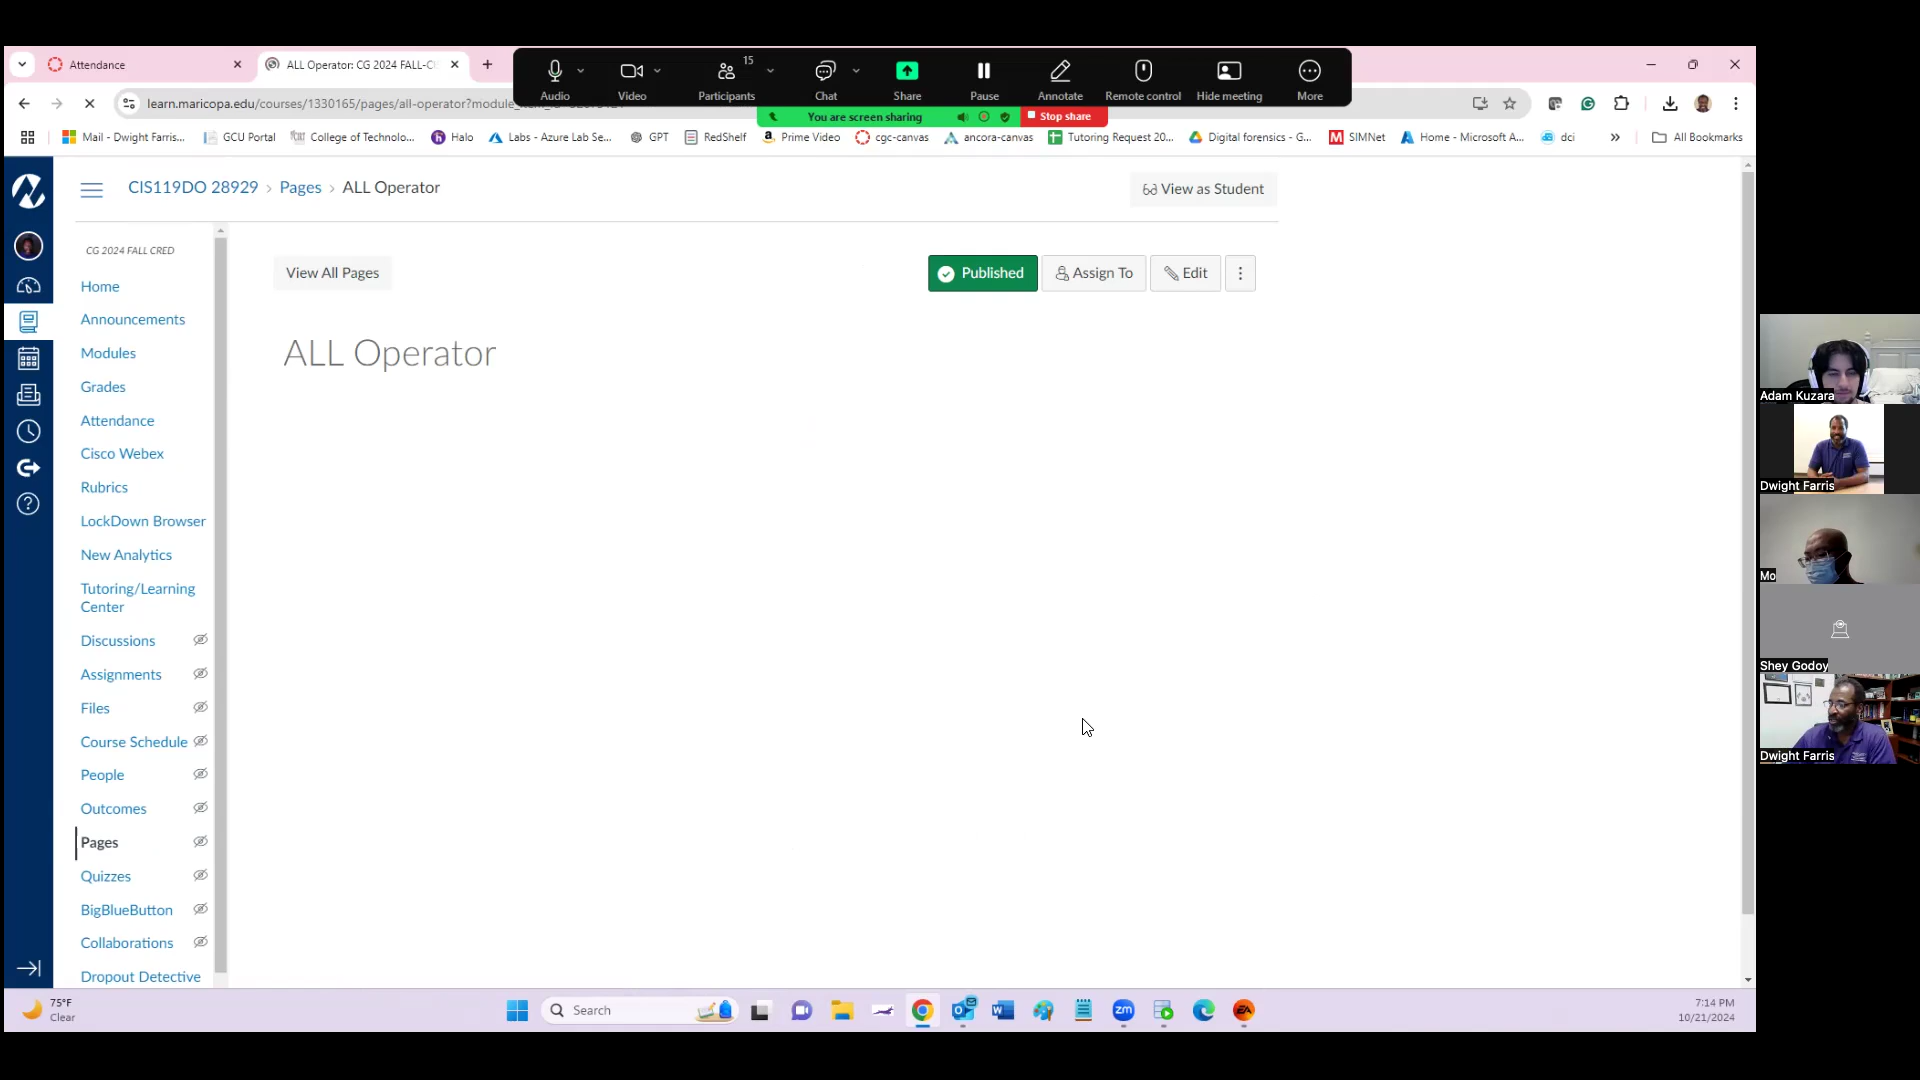 Attendance
ALL Operator: CG 2024 FALL-C
Audio
Video
15
Participants
Chat
Share
Pause
Annotate
Remote control
Hide meeting
More
learn.maricopa.edu/courses/1330165/pages/all-operator?module_
You are screen sharing
Stop share
Mail - Dwight Farris...
GCU Portal
College of Technolo...
Halo
Labs - Azure Lab Se...
GPT
RedShelf
Prime Video
cgc-canvas
ancora-canvas
Tutoring Request 20...
Digital forensics - G...
SIMNet
Home - Microsoft A...
dci
»
All Bookmarks
CIS119DO 28929 › Pages › ALL Operator
View as Student
CG 2024 FALL CRED
View All Pages
Published
Assign To
Edit
Home
Announcements
ALL Operator
Modules
Grades
Attendance
Cisco Webex
Rubrics
LockDown Browser
New Analytics
Tutoring/Learning
Center
Discussions
Assignments
Files
Course Schedule
People
Outcomes
Pages
Quizzes
BigBlueButton
Collaborations
Dropout Detective
Adam Kuzara
Dwight Farris
Mo
Shey Godoy
Dwight Farris
75°F
Clear
Search
zm
EA
7:14 PM
10/21/2024